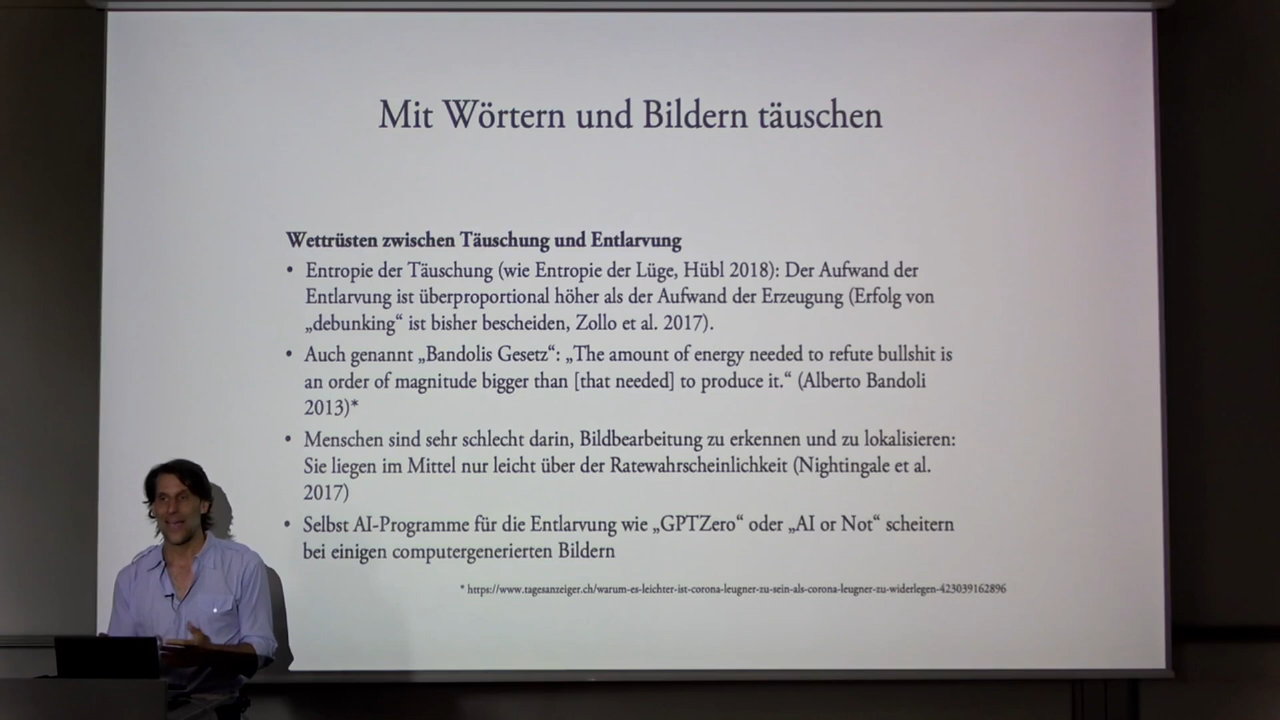 Mit Wörtern und Bildern täuschen
Wettrüsten zwischen Täuschung und Entlarvung
• Entropie der Täuschung (wie Entropie der Lüge, Hübl 2018): Der Aufwand der
Entlarvung ist überproportional höher als der Aufwand der Erzeugung (Erfolg von
„debunking“ ist bisher bescheiden, Zollo et al. 2017).
• Auch genannt „Bandolis Gesetz“: „The amount of energy needed to refute bullshit is
an order of magnitude bigger than [that needed] to produce it.“ (Alberto Bandoli
2013)*
• Menschen sind sehr schlecht darin, Bildbearbeitung zu erkennen und zu lokalisieren:
Sie liegen im Mittel nur leicht über der Ratewahrscheinlichkeit (Nightingale et al.
2017)
• Selbst AI-Programme für die Entlarvung wie „GPTZero“ oder „AI or Not“ scheitern
bei einigen computergenerierten Bildern
* https://www.tagesanzeiger.ch/warum-es-leichter-ist-corona-leugner-zu-sein-als-corona-leugner-zu-widerlegen-423039162896